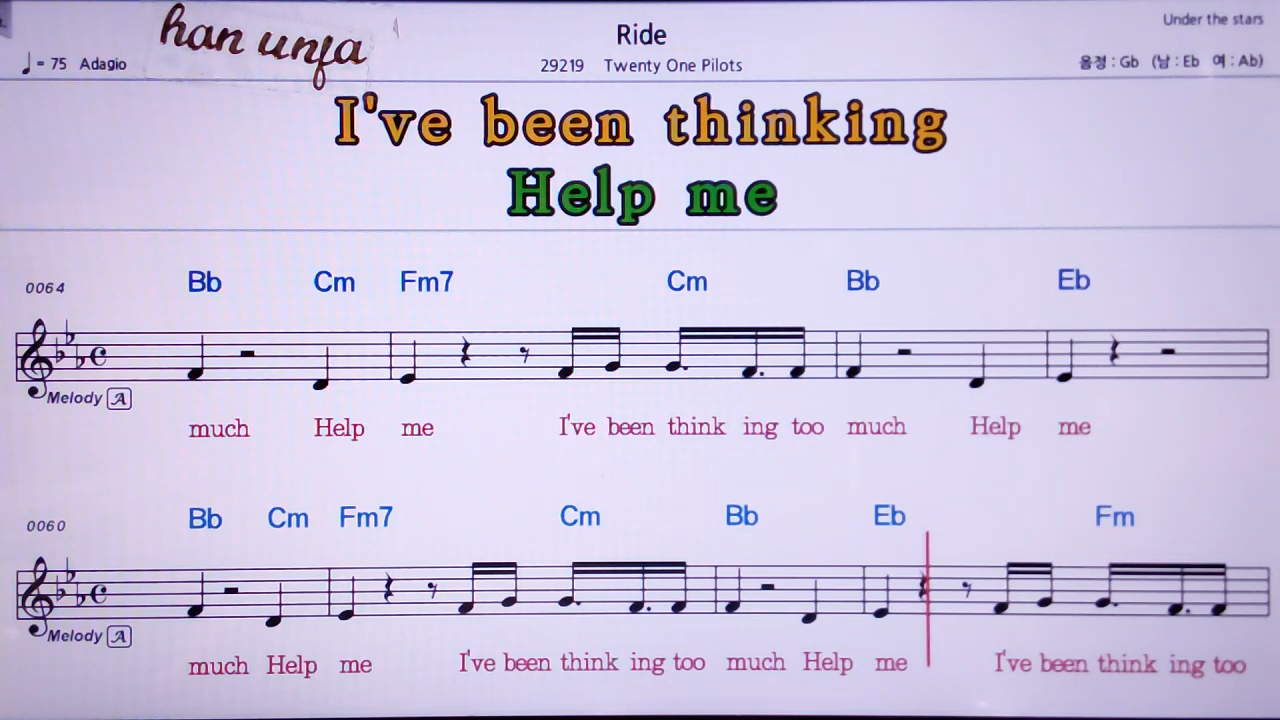 han unfa
Ride
Under the stars
♩ = 75 Adagio
29219 Twenty One Pilots
음정 : Gb (남 : Eb 여 : Ab)
I've been thinking
Help me
0064 Bb Cm Fm7 Cm Bb Eb
Melody A
much Help me I've been think ing too much Help me
0060 Bb Cm Fm7 Cm Bb Eb Fm
Melody A
much Help me I've been think ing too much Help me I've been think ing too